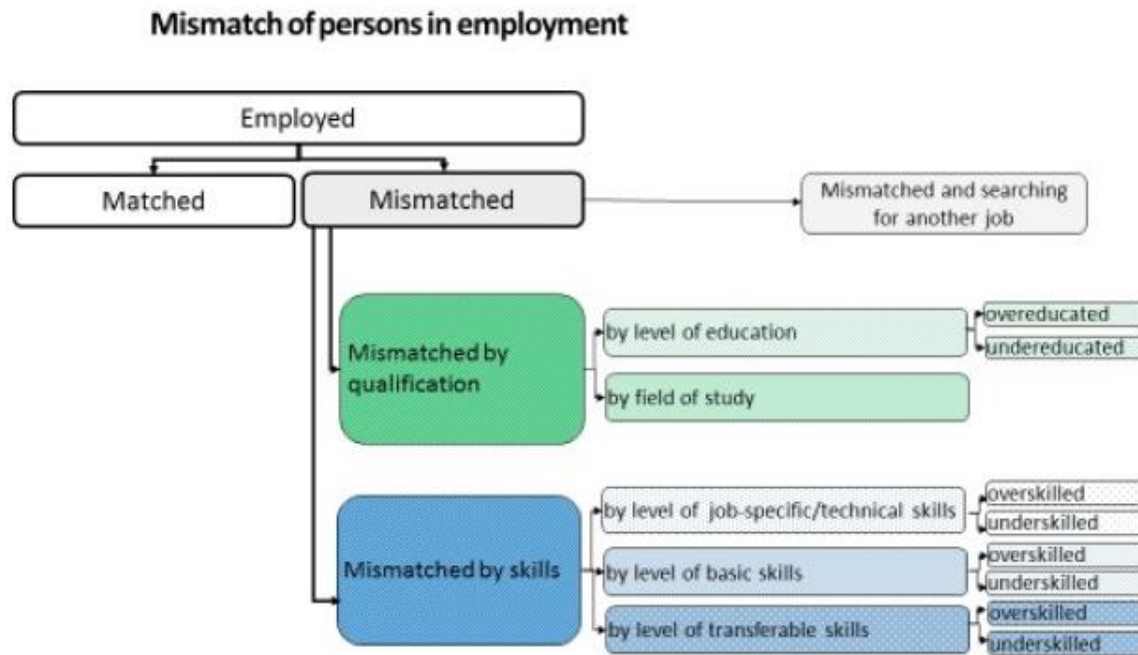 Mismatch of persons in employment
Employed
Matched
Mismatched
Mismatched and searching
for another job
Mismatched by
qualification
by level of education
overeducated
undereducated
by field of study
Mismatched by skills
by level of job-specific/technical skills
overskilled
underskilled
by level of basic skills
overskilled
underskilled
by level of transferable skills
overskilled
underskilled